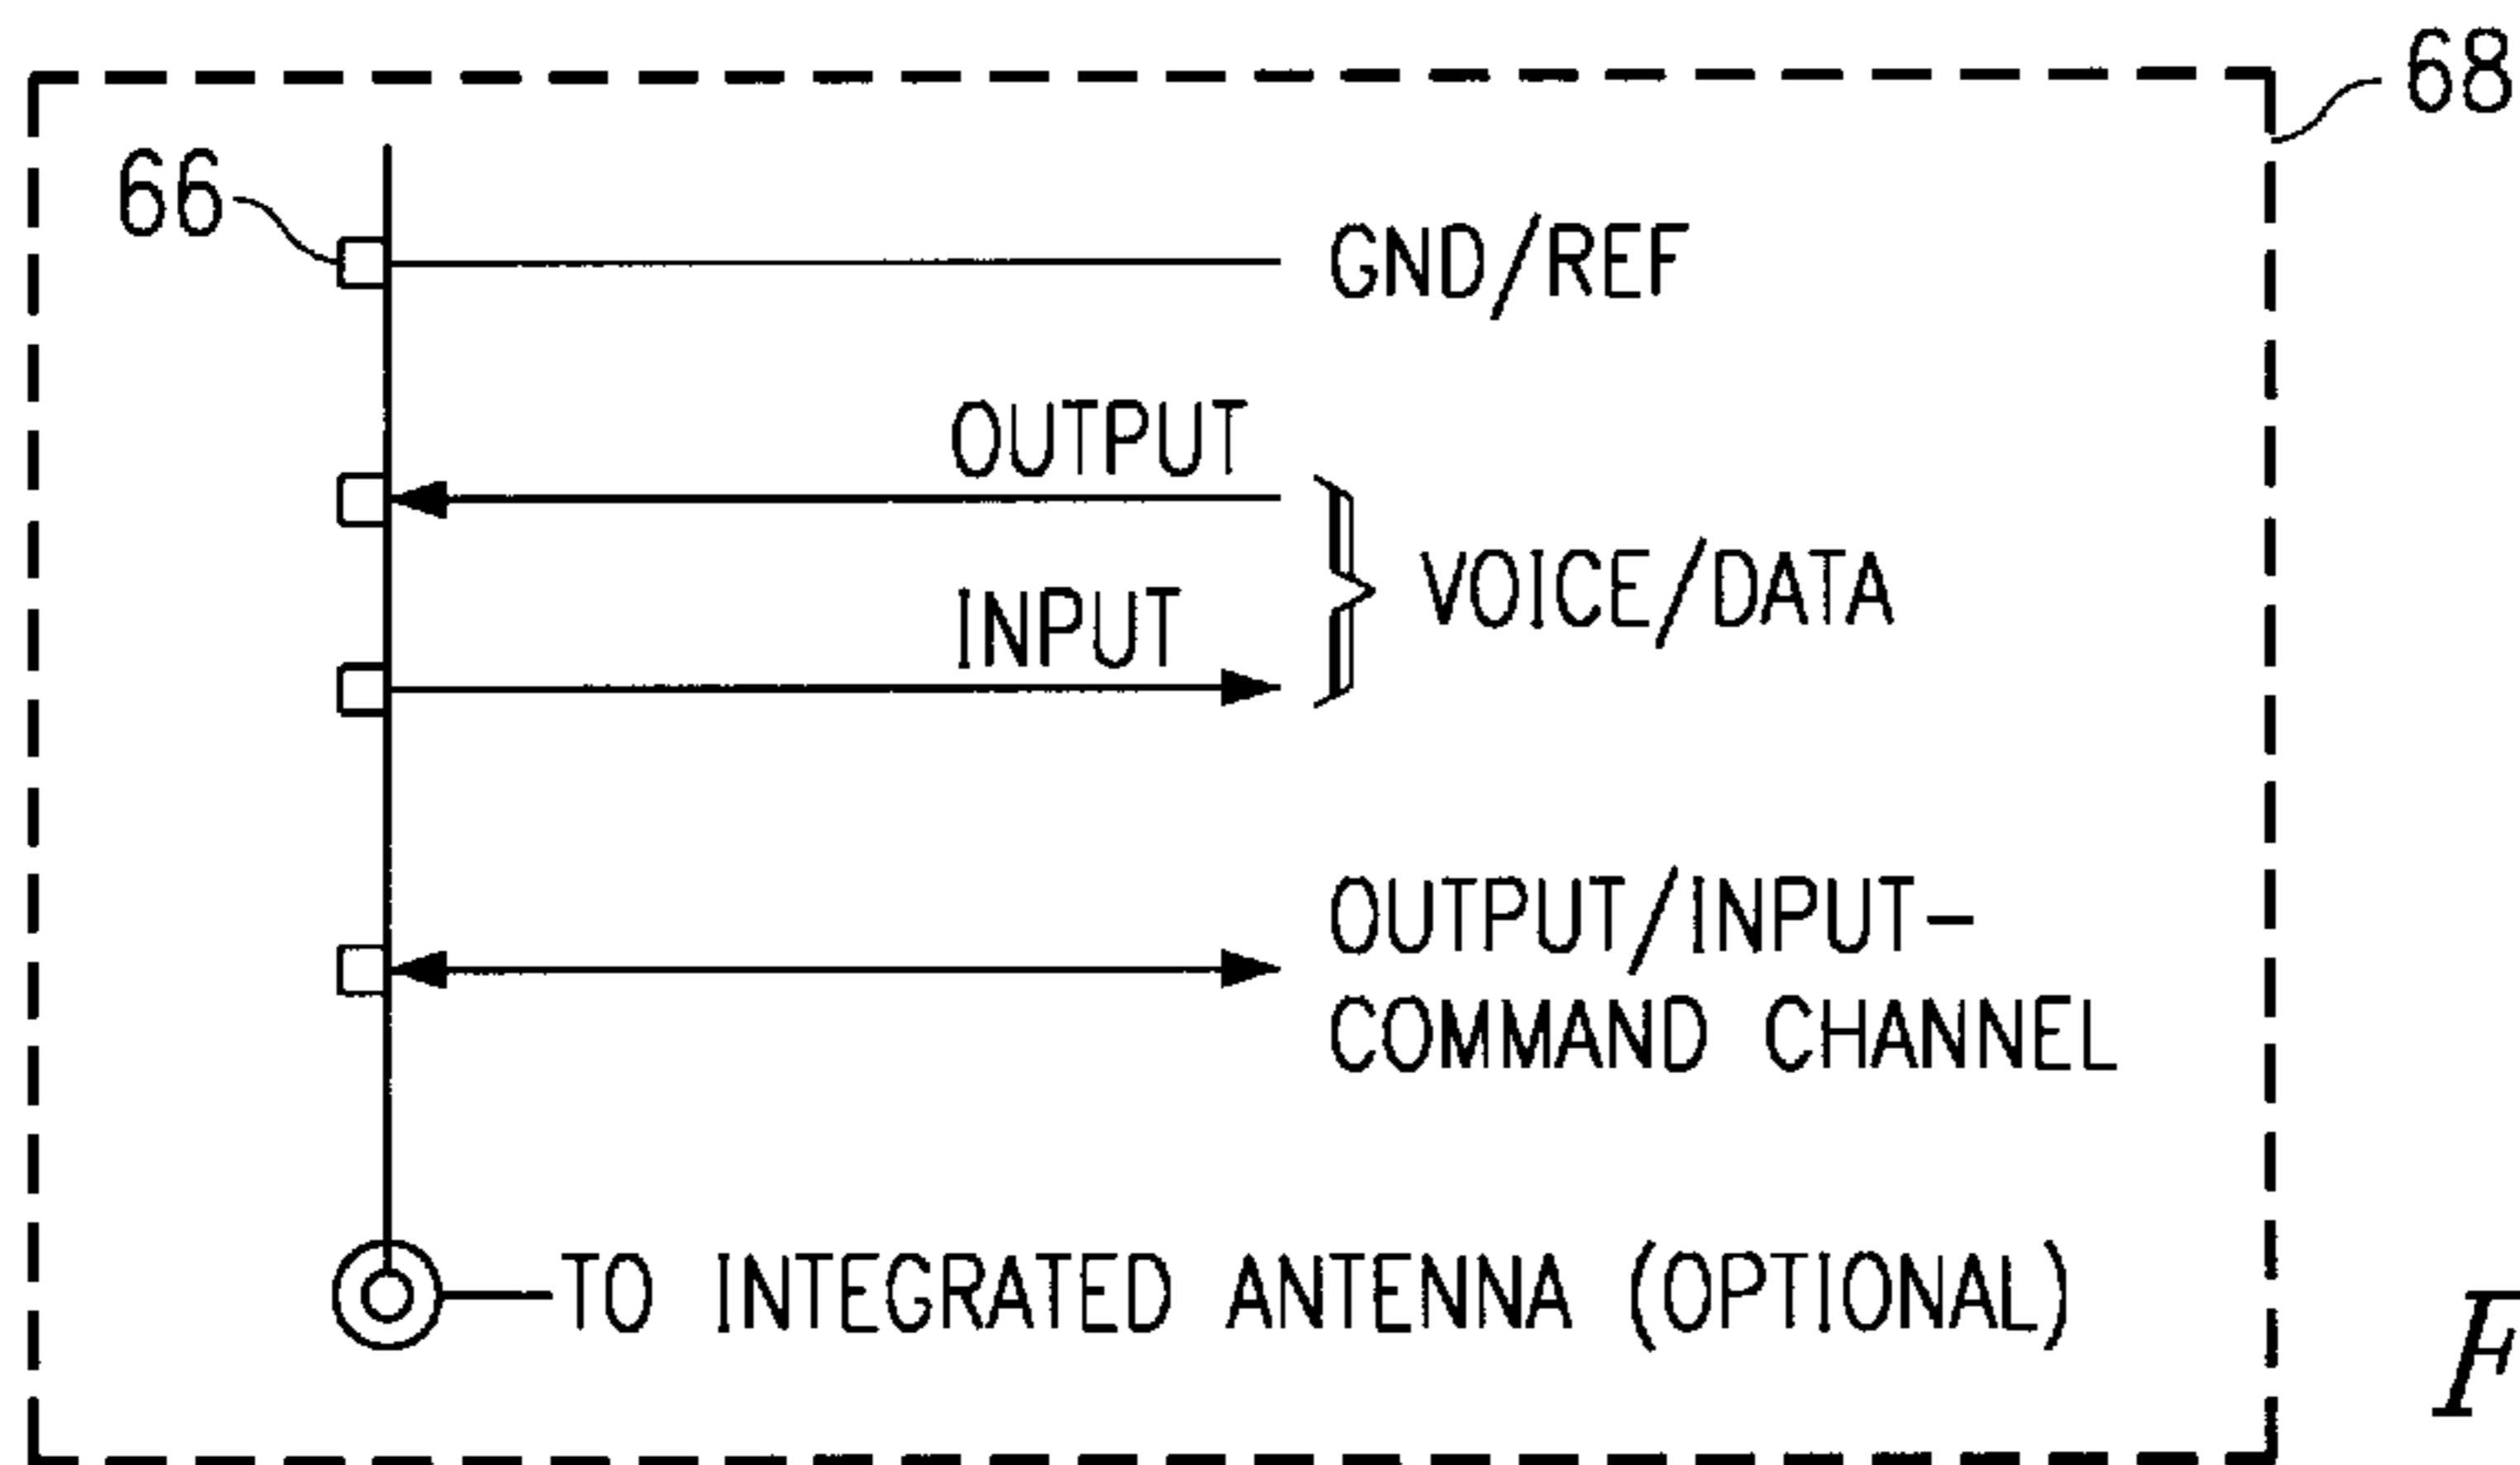 68
66
GND/REF
OUTPUT
VOICE/DATA
INPUT
OUTPUT/INPUT-
COMMAND CHANNEL
TO INTEGRATED ANTENNA (OPTIONAL)